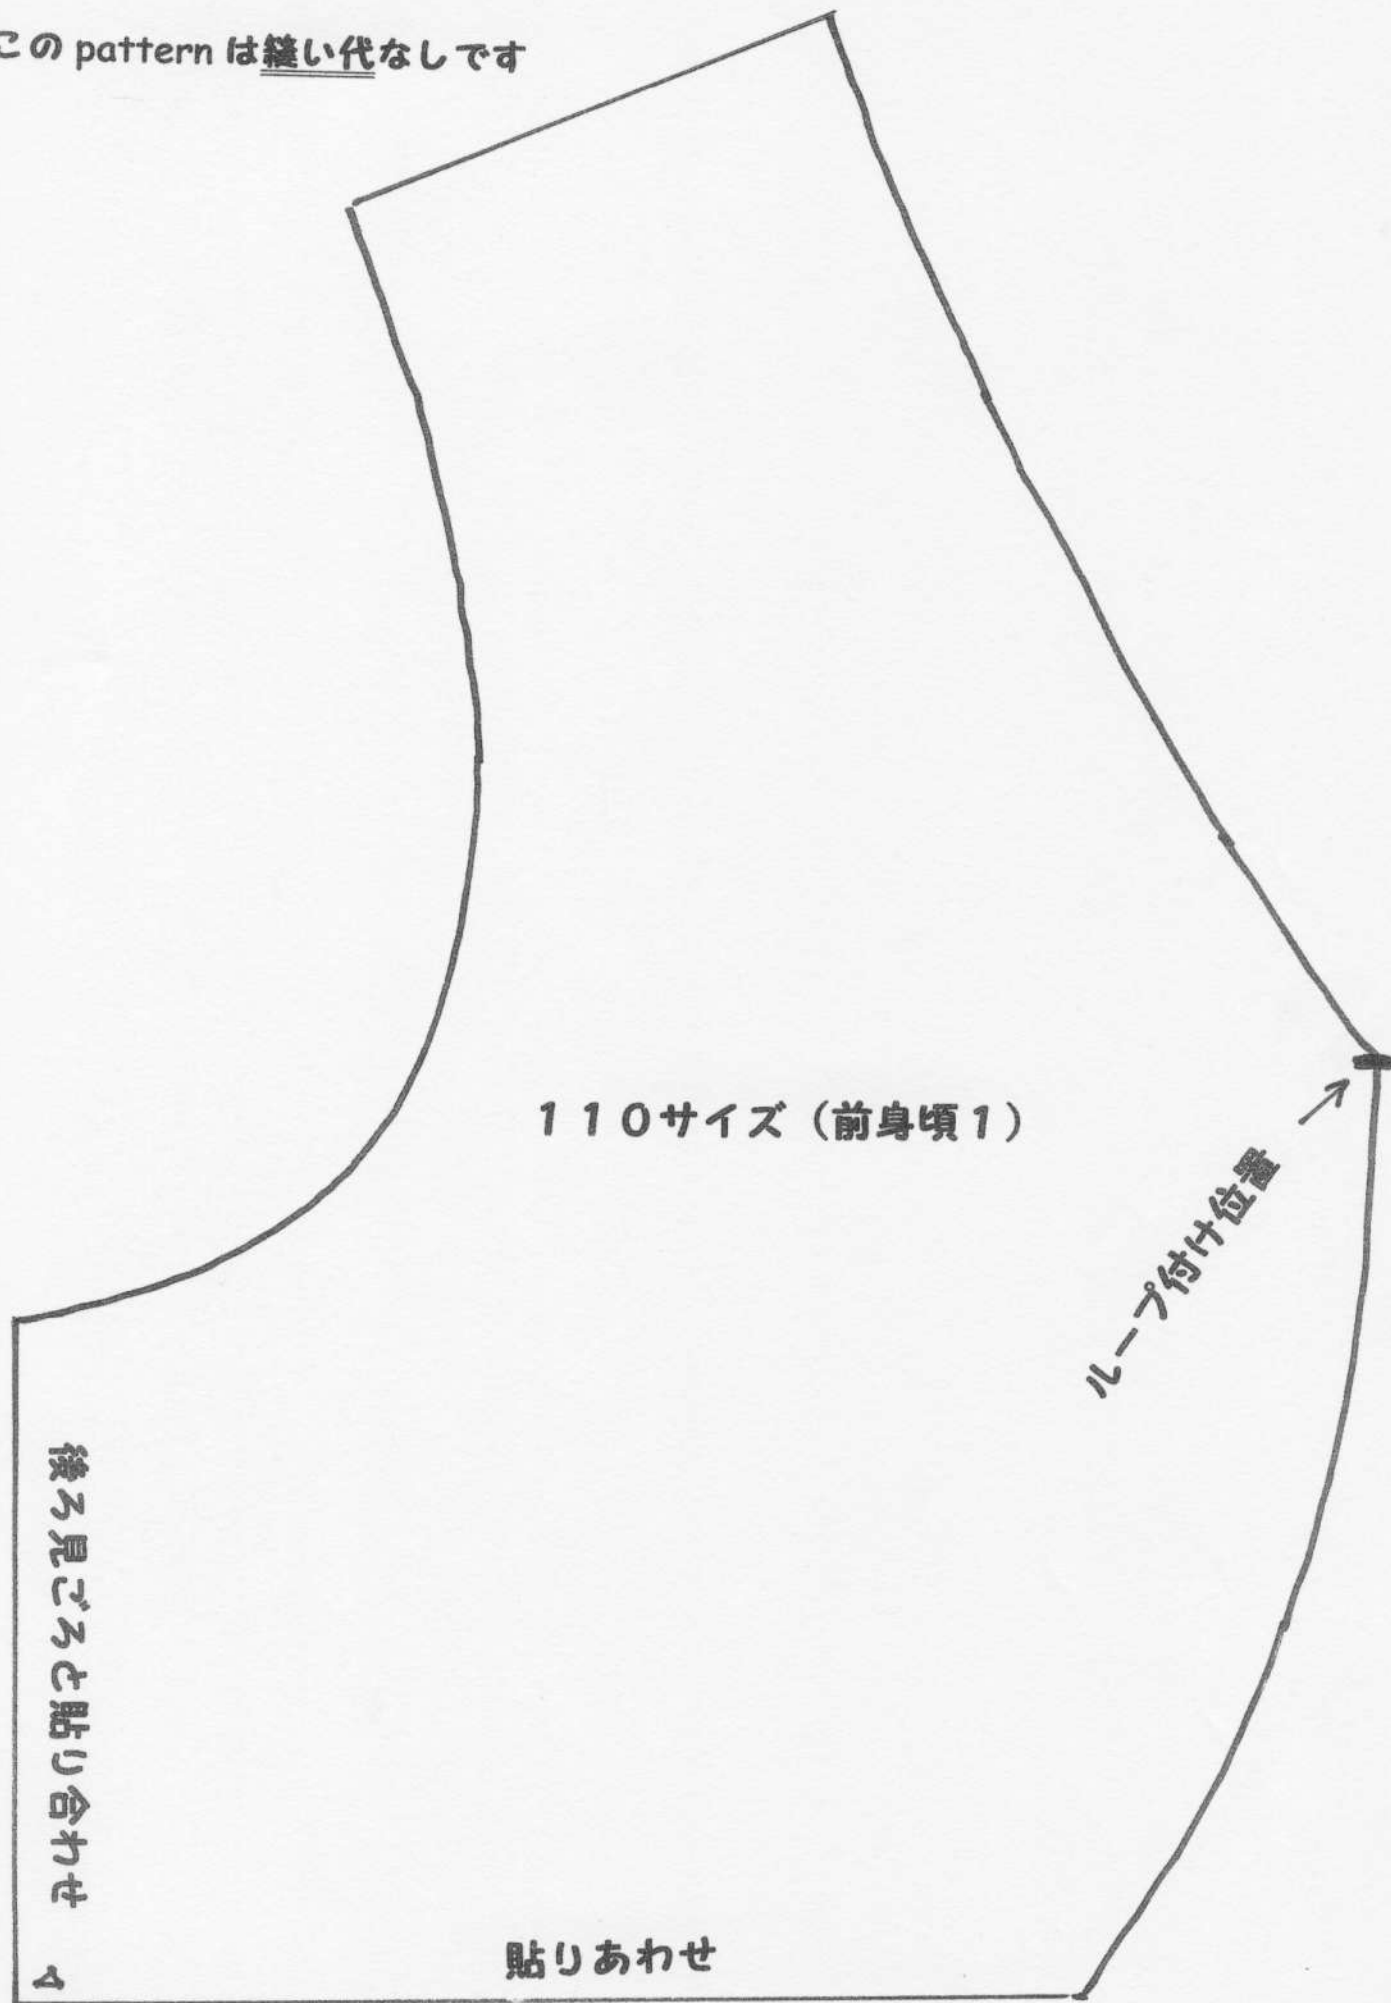 この pattern は縫い代なしです
110サイズ（前身頃1）
ループ付け位置
後ろ見ごろと貼り合わせ
貼りあわせ